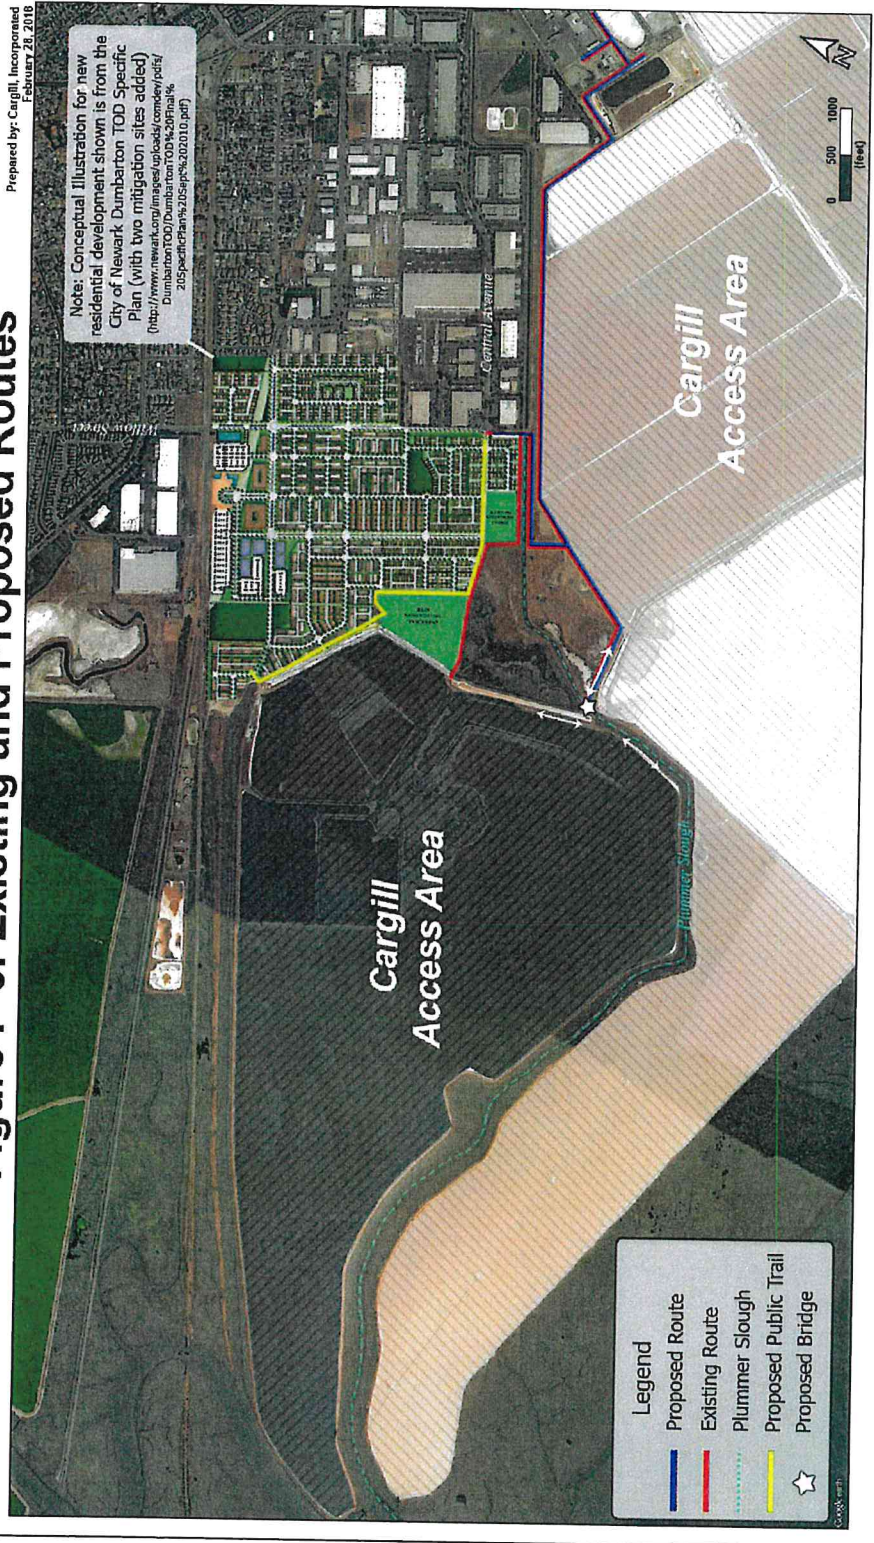 Prepared by: Cargill, Incorporated
February 28, 2018
Existing and Proposed Routes
Note: Conceptual Illustration for new
residential development shown is from the
City of Newark Dumbarton TOD Specific
Plan (with two mitigation sites added)
(http://www.newark.org/images/uploads/comdev/pdfs/
DumbartonTOD/DumbartonTOD%20Final%
20SpecificPlan%20Sept%202010.pdf)
Willow Street
Central Avenue
Cargill
Access Area
Cargill
Access Area
Plummer Slough
N
0 500 1000
(feet)
Legend
Proposed Route
Existing Route
Plummer Slough
Proposed Public Trail
Proposed Bridge
Google earth